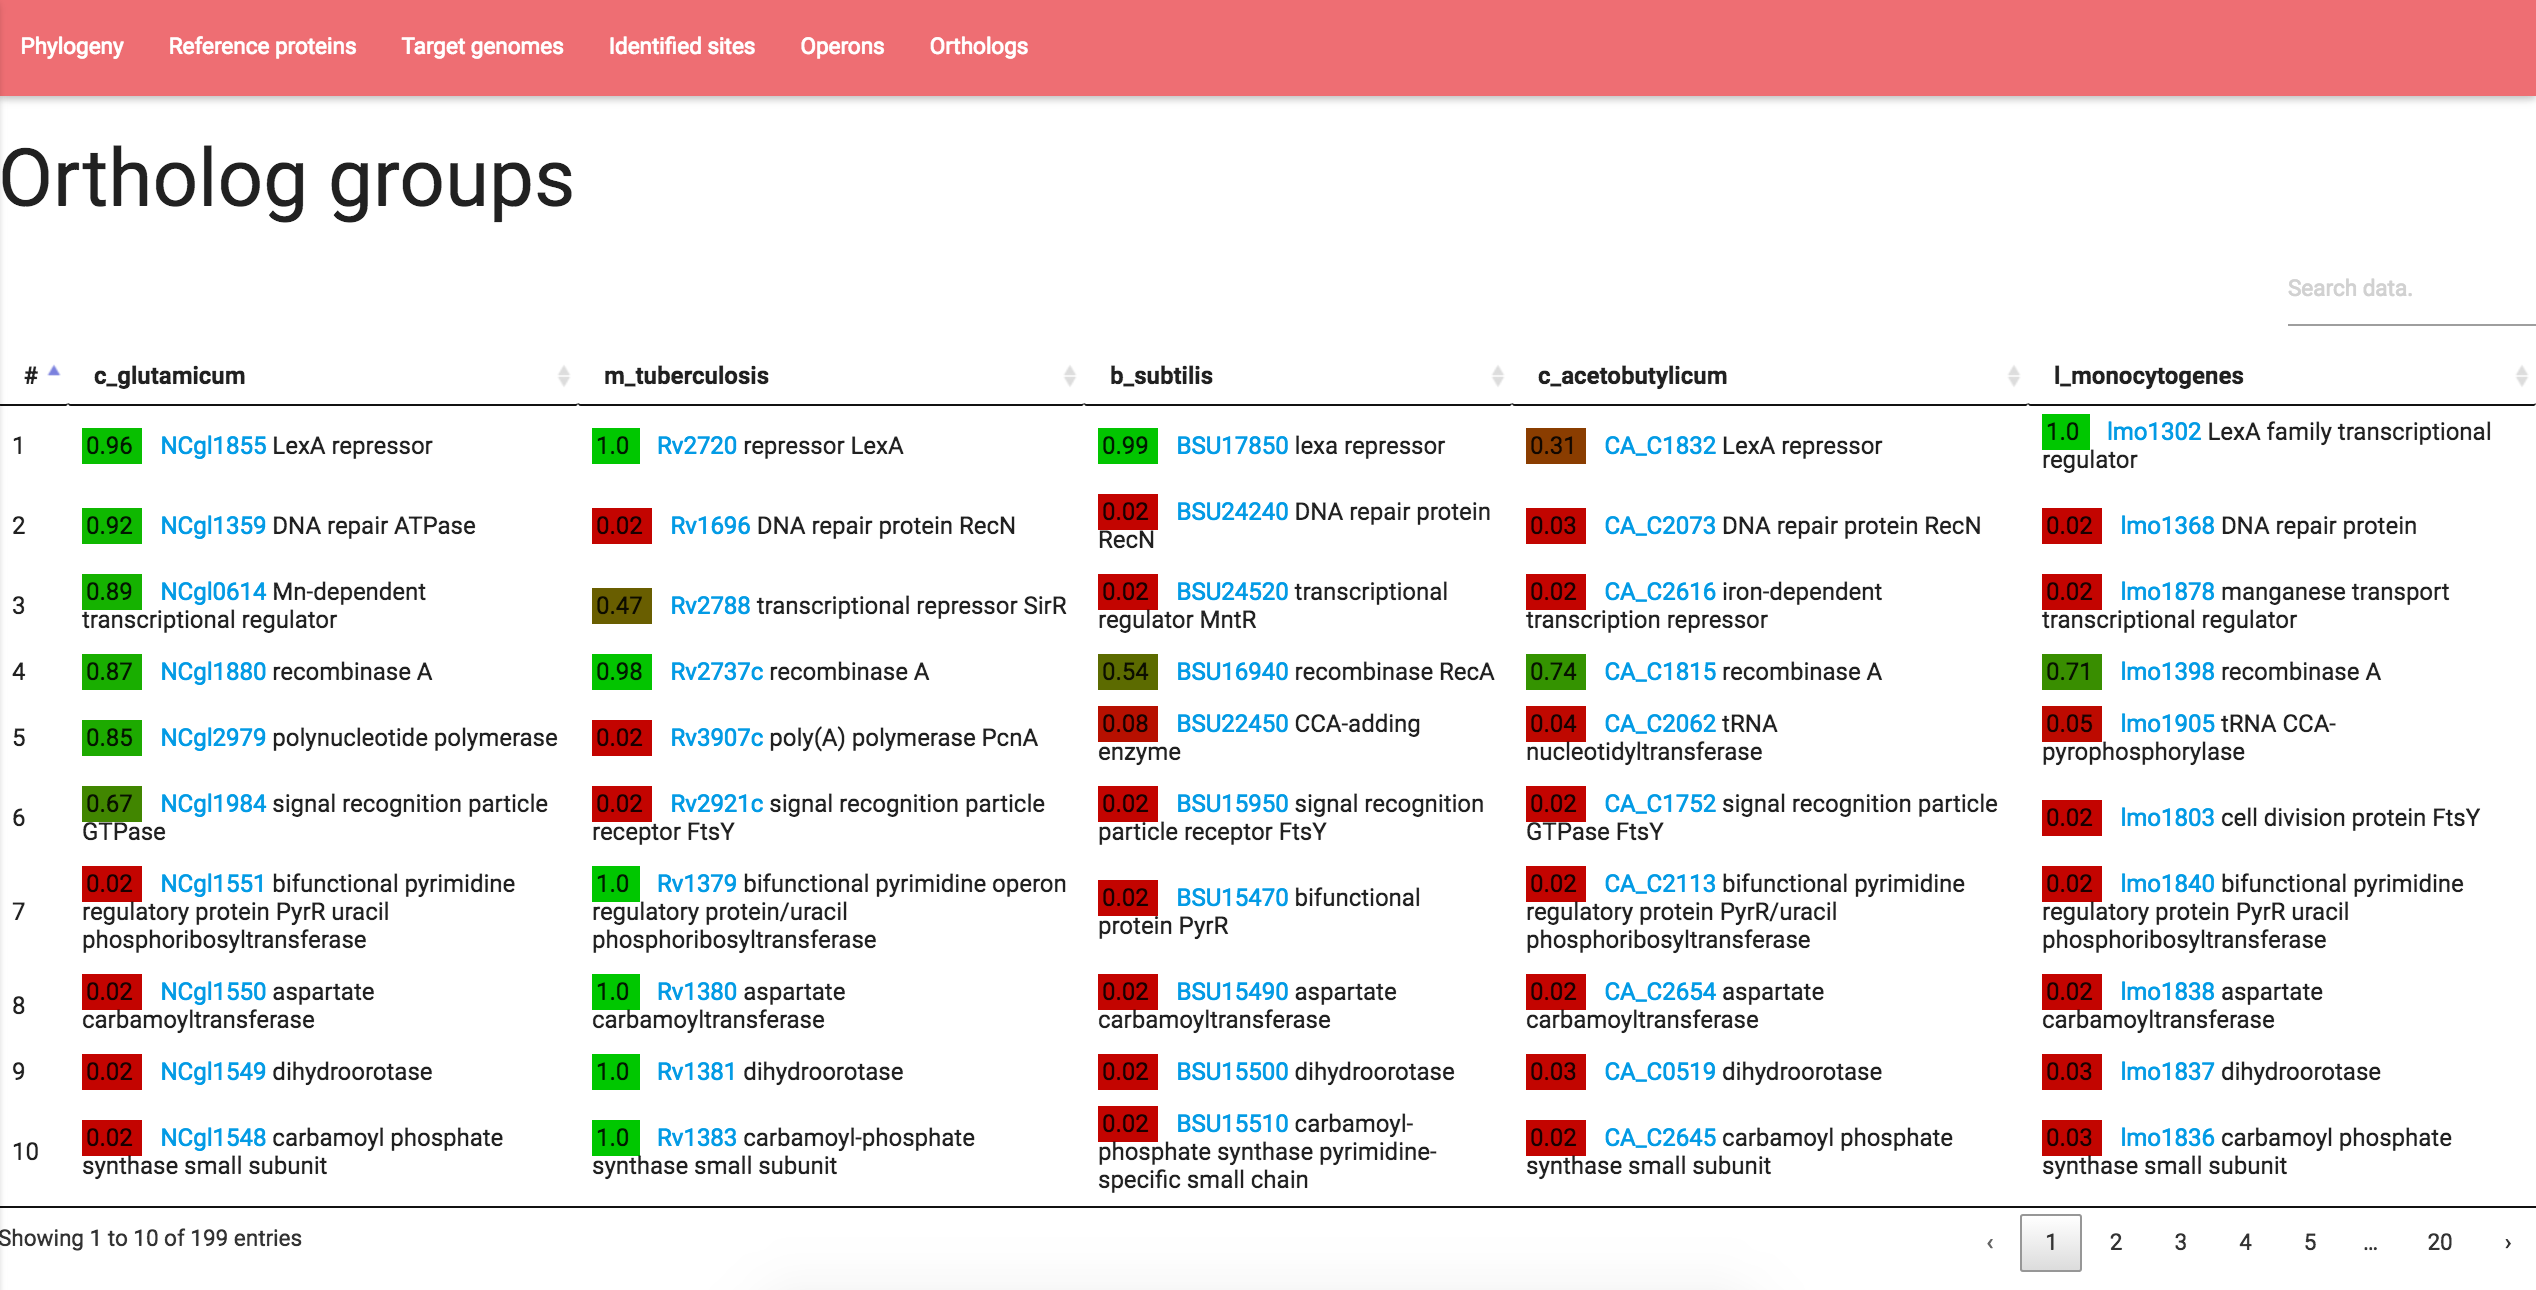 Phylogeny Reference proteins Target genomes Identified sites Operons Orthologs
Ortholog groups
Search data.
# c_glutamicum m_tuberculosis b_subtilis c_acetobutylicum l_monocytogenes
1 0.96 NCgl1855 LexA repressor 1.0 Rv2720 repressor LexA 0.99 BSU17850 lexa repressor 0.31 CA_C1832 LexA repressor 1.0 lmo1302 LexA family transcriptional
regulator
2 0.92 NCgl1359 DNA repair ATPase 0.02 Rv1696 DNA repair protein RecN 0.02 BSU24240 DNA repair protein
RecN
0.03 CA_C2073 DNA repair protein RecN 0.02 lmo1368 DNA repair protein
3 0.89 NCgl0614 Mn-dependent
transcriptional regulator
0.47 Rv2788 transcriptional repressor SirR
0.02 BSU24520 transcriptional
regulator MntR
0.02 CA_C2616 iron-dependent
transcription repressor
0.02 lmo1878 manganese transport
transcriptional regulator
4 0.87 NCgl1880 recombinase A 0.98 Rv2737c recombinase A 0.54 BSU16940 recombinase RecA 0.74 CA_C1815 recombinase A 0.71 lmo1398 recombinase A
5 0.85 NCgl2979 polynucleotide polymerase 0.02 Rv3907c poly(A) polymerase PcnA
0.08 BSU22450 CCA-adding
enzyme
0.04 CA_C2062 tRNA
nucleotidyltransferase
0.05 lmo1905 tRNA CCA-
pyrophosphorylase
6 0.67 NCgl1984 signal recognition particle
GTPase
0.02 Rv2921c signal recognition particle
receptor FtsY
0.02 BSU15950 signal recognition
particle receptor FtsY
0.02 CA_C1752 signal recognition particle
GTPase FtsY
0.02 lmo1803 cell division protein FtsY
7 0.02 NCgl1551 bifunctional pyrimidine
regulatory protein PyrR uracil
phosphoribosyltransferase
1.0 Rv1379 bifunctional pyrimidine operon
regulatory protein/uracil
phosphoribosyltransferase
0.02 BSU15470 bifunctional
protein PyrR
0.02 CA_C2113 bifunctional pyrimidine
regulatory protein PyrR/uracil
phosphoribosyltransferase
0.02 lmo1840 bifunctional pyrimidine
regulatory protein PyrR uracil
phosphoribosyltransferase
8 0.02 NCgl1550 aspartate
carbamoyltransferase
1.0 Rv1380 aspartate
carbamoyltransferase
0.02 BSU15490 aspartate
carbamoyltransferase
0.02 CA_C2654 aspartate
carbamoyltransferase
0.02 lmo1838 aspartate
carbamoyltransferase
9 0.02 NCgl1549 dihydroorotase 1.0 Rv1381 dihydroorotase 0.02 BSU15500 dihydroorotase 0.03 CA_C0519 dihydroorotase 0.03 lmo1837 dihydroorotase
10 0.02 NCgl1548 carbamoyl phosphate
synthase small subunit
1.0 Rv1383 carbamoyl-phosphate
synthase small subunit
0.02 BSU15510 carbamoyl-
phosphate synthase pyrimidine-
specific small chain
0.02 CA_C2645 carbamoyl phosphate
synthase small subunit
0.03 lmo1836 carbamoyl phosphate
synthase small subunit
Showing 1 to 10 of 199 entries
‹ 1 2 3 4 5 ... 20 ›